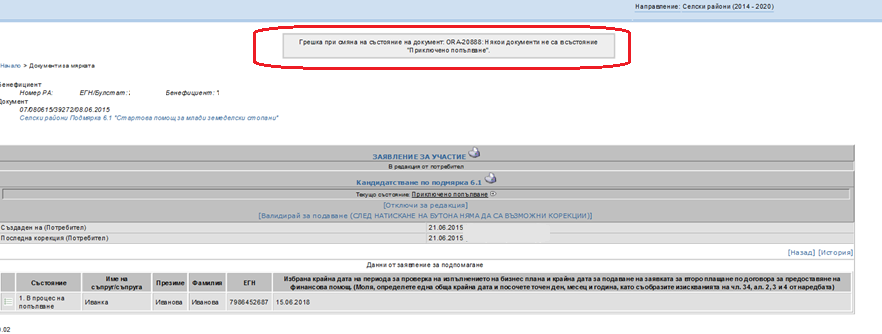 Направление: Селски райони (2014 - 2020)
Грешка при смяна на състояние на документ: ORA-20888: Някои документи не са в състояние
"Приключено попълване".
Начало > Документи за мярката
Бенефициент
Номер РА: ЕГН/Булстат: Бенефициент:
Документ
07/080615/39272/08.06.2015
Селски райони Подмярка 6.1 "Стартова помощ за млади земеделски стопани"
ЗАЯВЛЕНИЕ ЗА УЧАСТИЕ
В редакция от потребител
Кандидатстване по подмярка 6.1
Текущо състояние: Приключено попълване
[Отключи за редакция]
[Валидирай за подаване (СЛЕД НАТИСКАНЕ НА БУТОНА НЯМА ДА СА ВЪЗМОЖНИ КОРЕКЦИИ)]
Създаден на (Потребител) 21.06.2015
Последна корекция (Потребител) 21.06.2015
[Назад] [История]
Данни от заявление за подпомагане
Състояние Име на съпруг/съпруга Презиме Фамилия ЕГН Избрана крайна дата на периода за проверка на изпълнението на бизнес плана и крайна дата за подаване на заявката за второ плащане по договора за предоставяне на
финансова помощ. (Моля, определете една обща крайна дата и посочете точен ден, месец и година, като съобразите изискванията на чл. 34, ал. 2, 3 и 4 от наредбата)
1. В процес на попълване Иванка Иванова Иванова 7986452687 15.06.2018